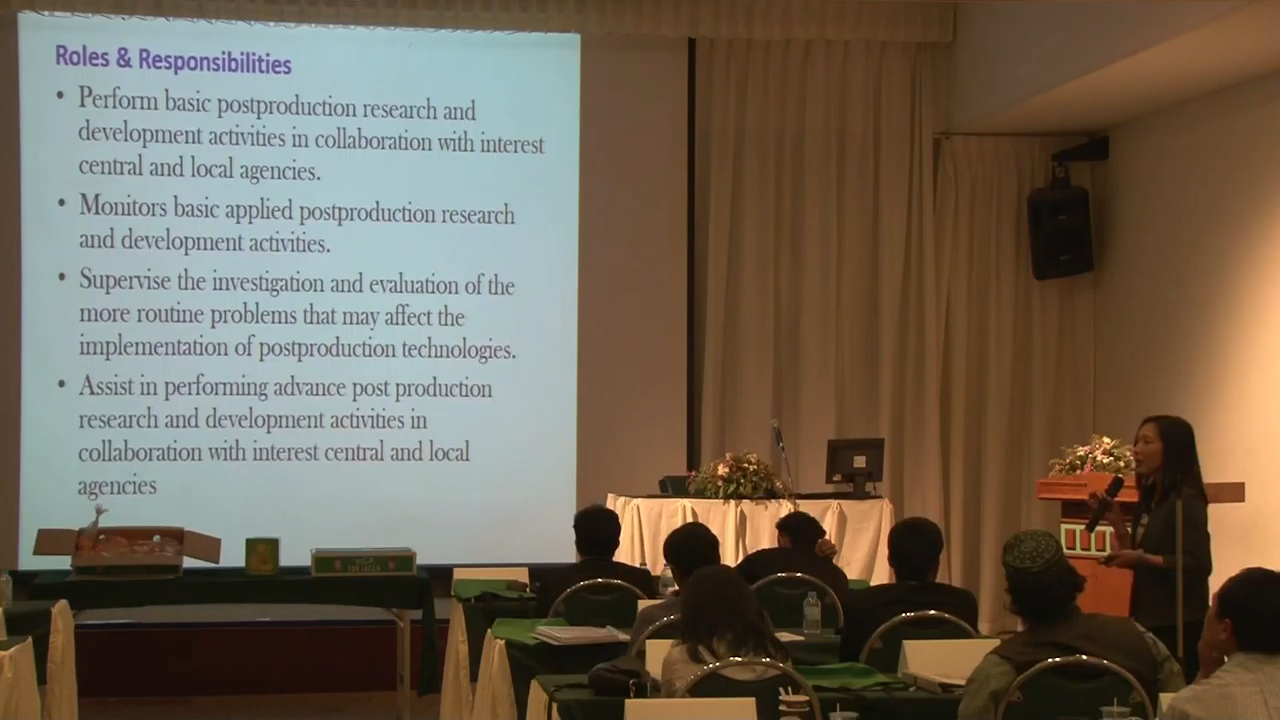 Roles & Responsibilities
• Perform basic postproduction research and
development activities in collaboration with interest
central and local agencies.
• Monitors basic applied postproduction research
and development activities.
• Supervise the investigation and evaluation of the
more routine problems that may affect the
implementation of postproduction technologies.
• Assist in performing advance post production
research and development activities in
collaboration with interest central and local
agencies